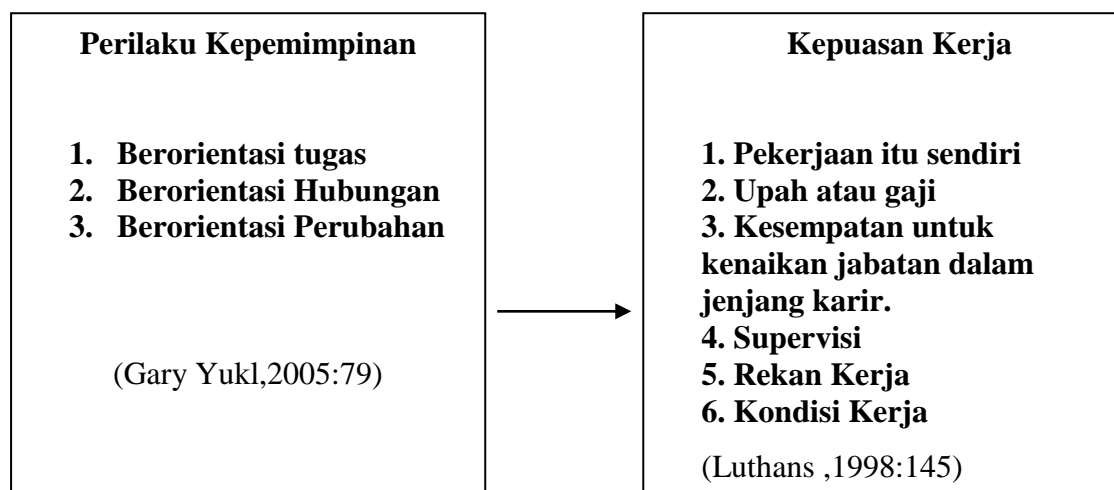 Perilaku Kepemimpinan
1. Berorientasi tugas
2. Berorientasi Hubungan
3. Berorientasi Perubahan
(Gary Yukl,2005:79)
Kepuasan Kerja
1. Pekerjaan itu sendiri
2. Upah atau gaji
3. Kesempatan untuk
kenaikan jabatan dalam
jenjang karir.
4. Supervisi
5. Rekan Kerja
6. Kondisi Kerja
(Luthans ,1998:145)